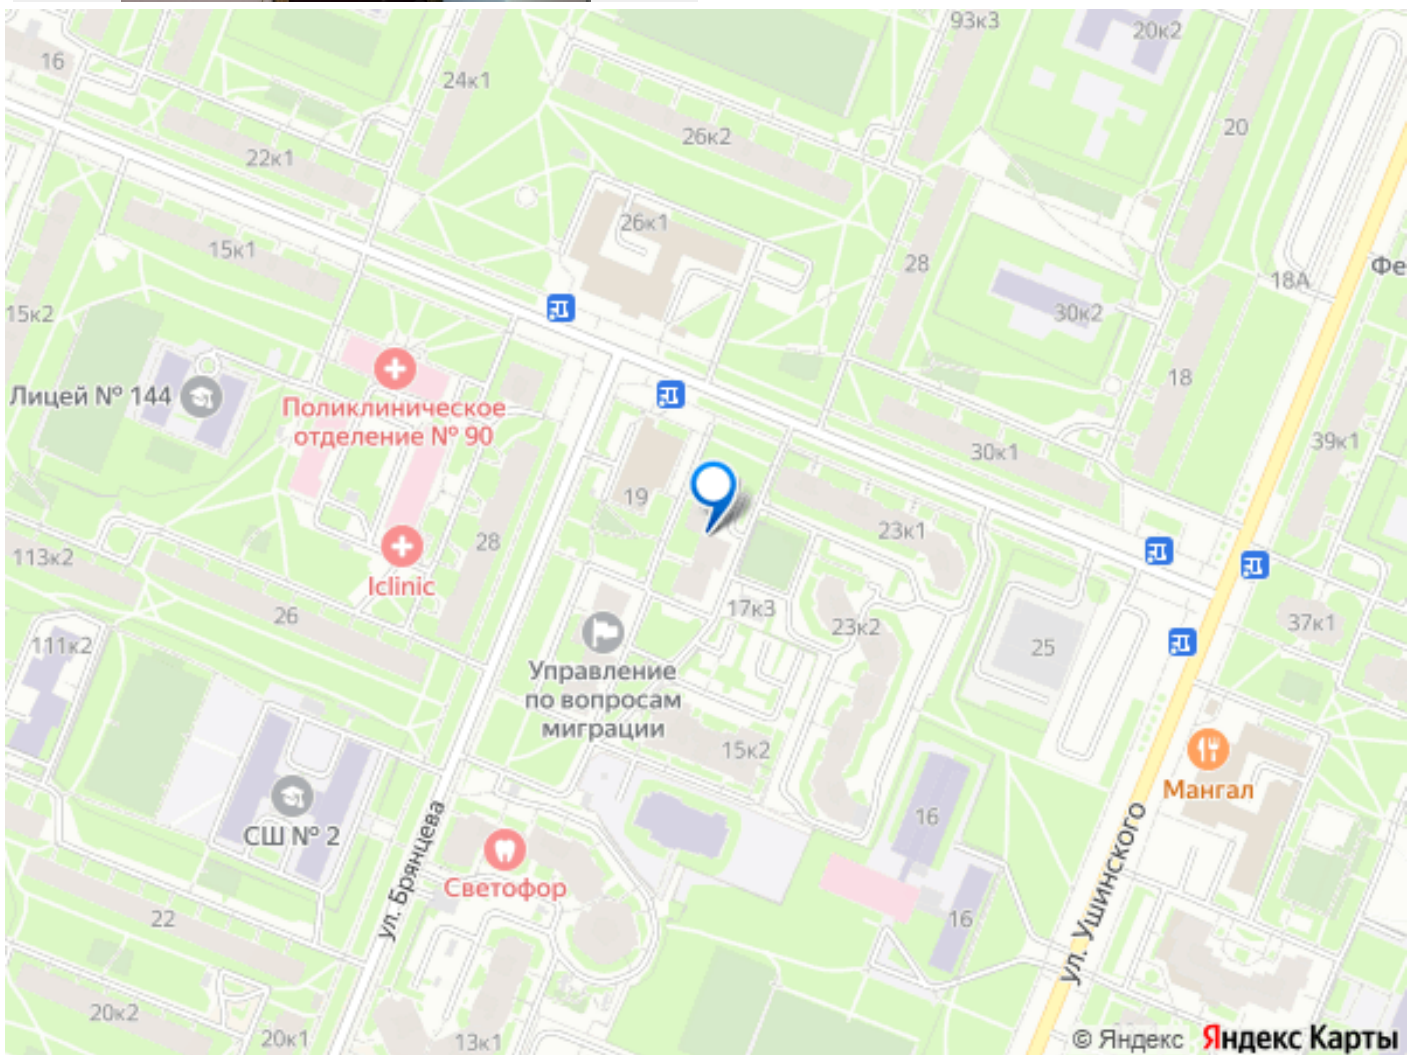 93к3
20к2
16
24к1
20
26к2
22к1
26к1
15к1
28
18А
Фе
15к2
30к2
18
Лицей № 144
Поликлиническое
отделение № 90
39к1
30к1
19
23к1
28
113к2
Iclinic
17к3
26
23к2
37к1
111к2
25
Управление
по вопросам
миграции
15к2
Мангал
СШ № 2
16
ул. Брянцева
Светофор
ул. Ушинского
22
16
20к2
20к1
13к1
© Яндекс Яндекс Карты